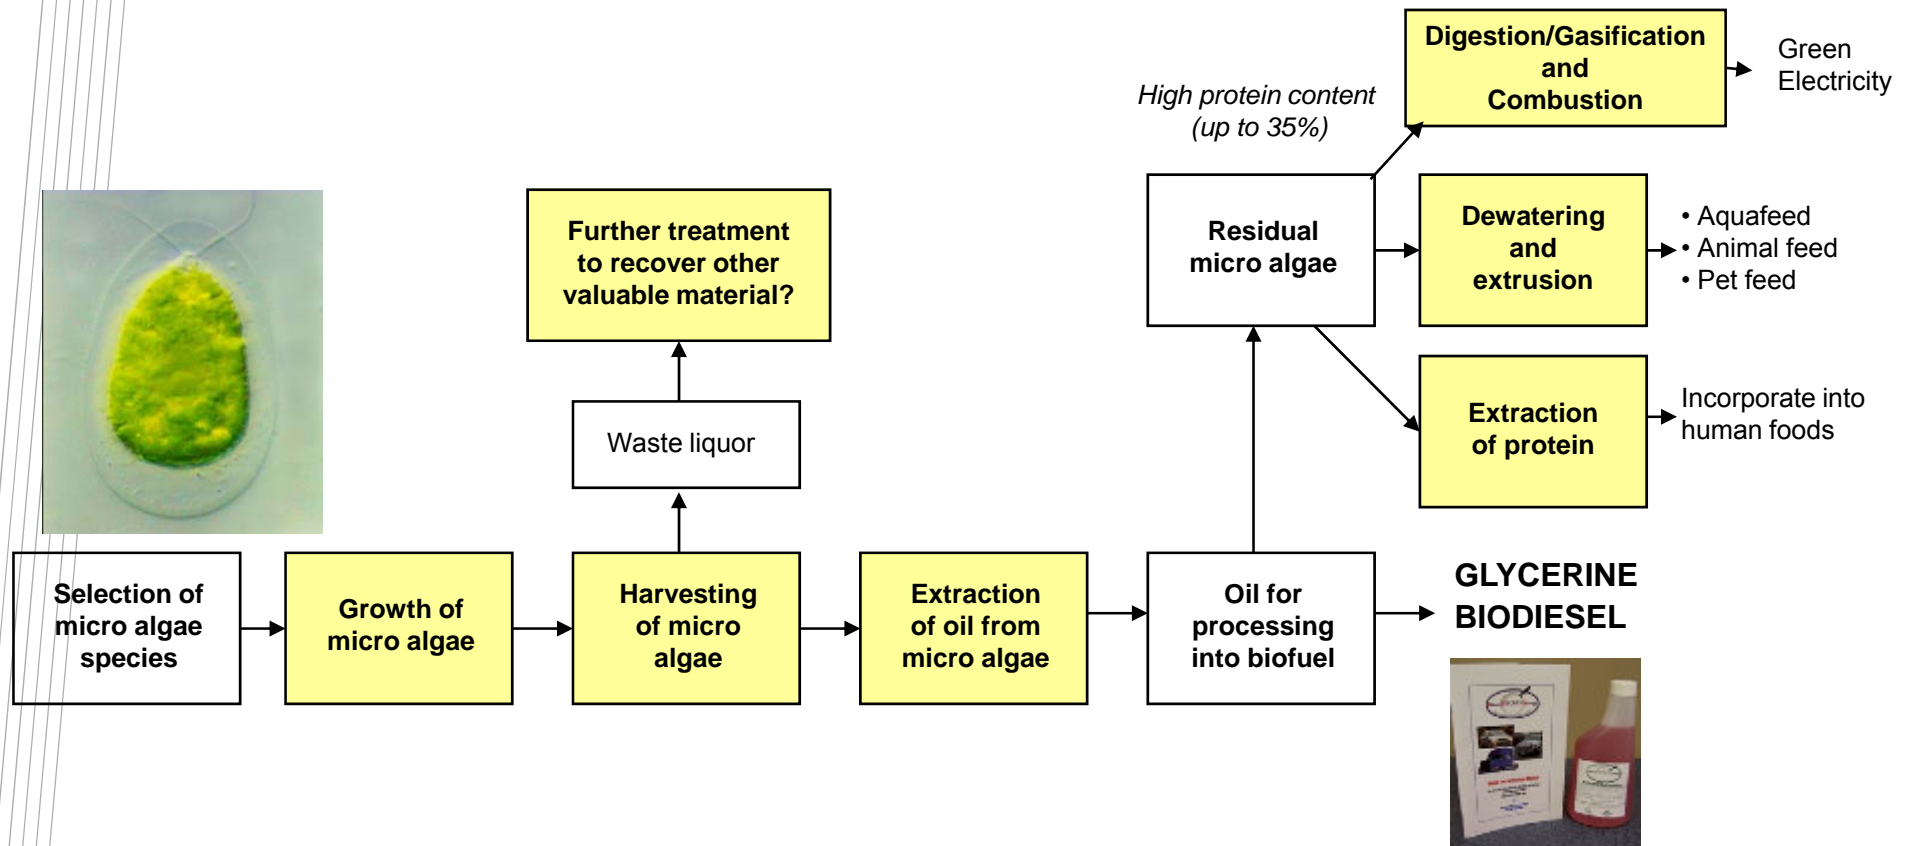 Digestion/Gasification
and
Combustion
Green
Electricity
High protein content
(up to 35%)
Further treatment
to recover other
valuable material?
Residual
micro algae
Dewatering
and
extrusion
• Aquafeed
• Animal feed
• Pet feed
Waste liquor
Extraction
of protein
Incorporate into
human foods
Selection of
micro algae
species
Growth of
micro algae
Harvesting
of micro
algae
Extraction
of oil from
micro algae
Oil for
processing
into biofuel
GLYCERINE
BIODIESEL